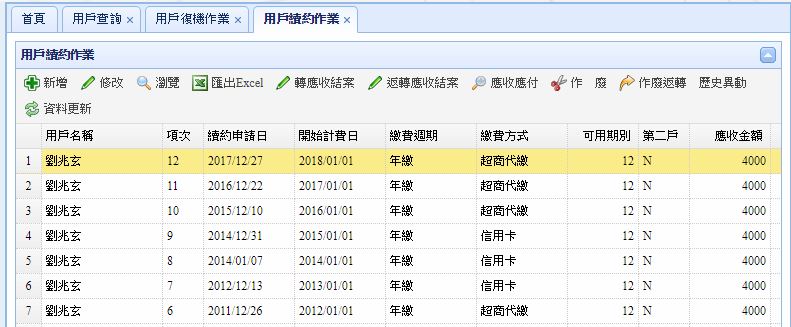 首頁 用戶查詢 × 用戶復機作業 × 用戶續約作業 ×
用戶續約作業
新增 修改 瀏覽 匯出Excel 轉應收結案 返轉應收結案 應收應付 作 廢 作廢返轉 歷史異動
資料更新
用戶名稱 項次 續約申請日 開始計費日 繳費週期 繳費方式 可用期別 第二戶 應收金額
1 劉兆玄 12 2017/12/27 2018/01/01 年繳 超商代繳 12 N 4000
2 劉兆玄 11 2016/12/22 2017/01/01 年繳 超商代繳 12 N 4000
3 劉兆玄 10 2015/12/10 2016/01/01 年繳 超商代繳 12 N 4000
4 劉兆玄 9 2014/12/31 2015/01/01 年繳 信用卡 12 N 4000
5 劉兆玄 8 2014/01/07 2014/01/01 年繳 信用卡 12 N 4000
6 劉兆玄 7 2012/12/13 2013/01/01 年繳 信用卡 12 N 4000
7 劉兆玄 6 2011/12/26 2012/01/01 年繳 超商代繳 12 N 4000